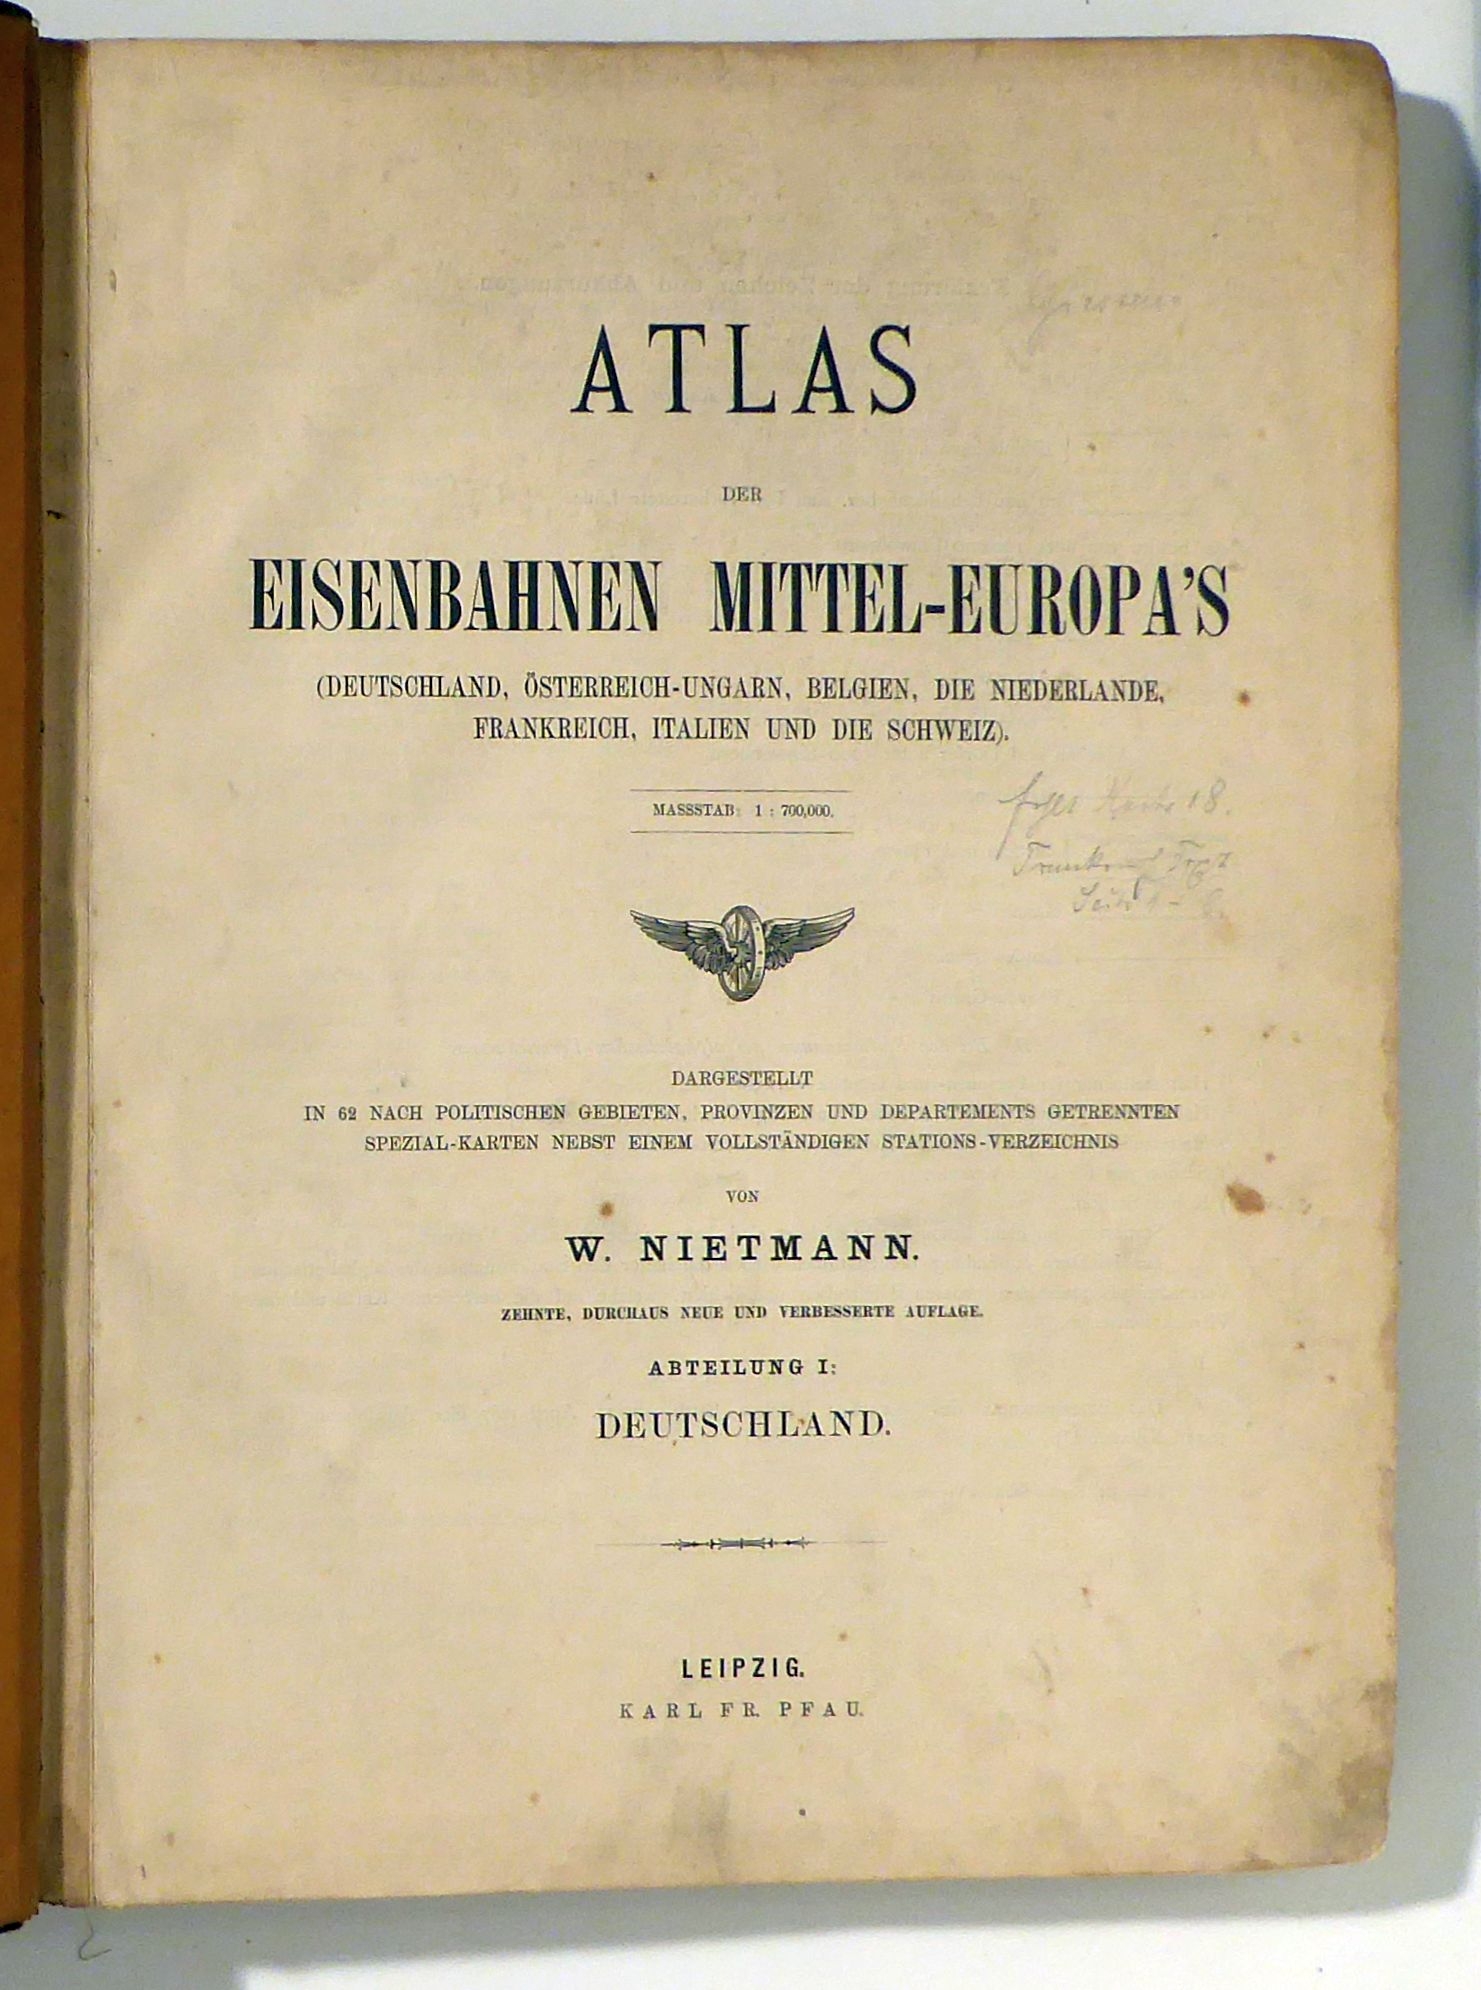 ATLAS
DER
EISENBAHNEN MITTEL-EUROPA'S
(DEUTSCHLAND, ÖSTERREICH-UNGARN, BELGIEN, DIE NIEDERLANDE,
FRANKREICH, ITALIEN UND DIE SCHWEIZ).
MASSSTAB 1 : 700,000.
18.
DARGESTELLT
IN 62 NACH POLITISCHEN GEBIETEN, PROVINZEN UND DEPARTEMENTS GETRENNTEN
SPEZIAL-KARTEN NEBST EINEM VOLLSTÄNDIGEN STATIONS-VERZEICHNIS
VON
W. NIETMANN.
ZEHNTE, DURCHAUS NEUE UND VERBESSERTE AUFLAGE.
ABTEILUNG I:
DEUTSCHLAND.
LEIPZIG.
KARL FR. PFAU.